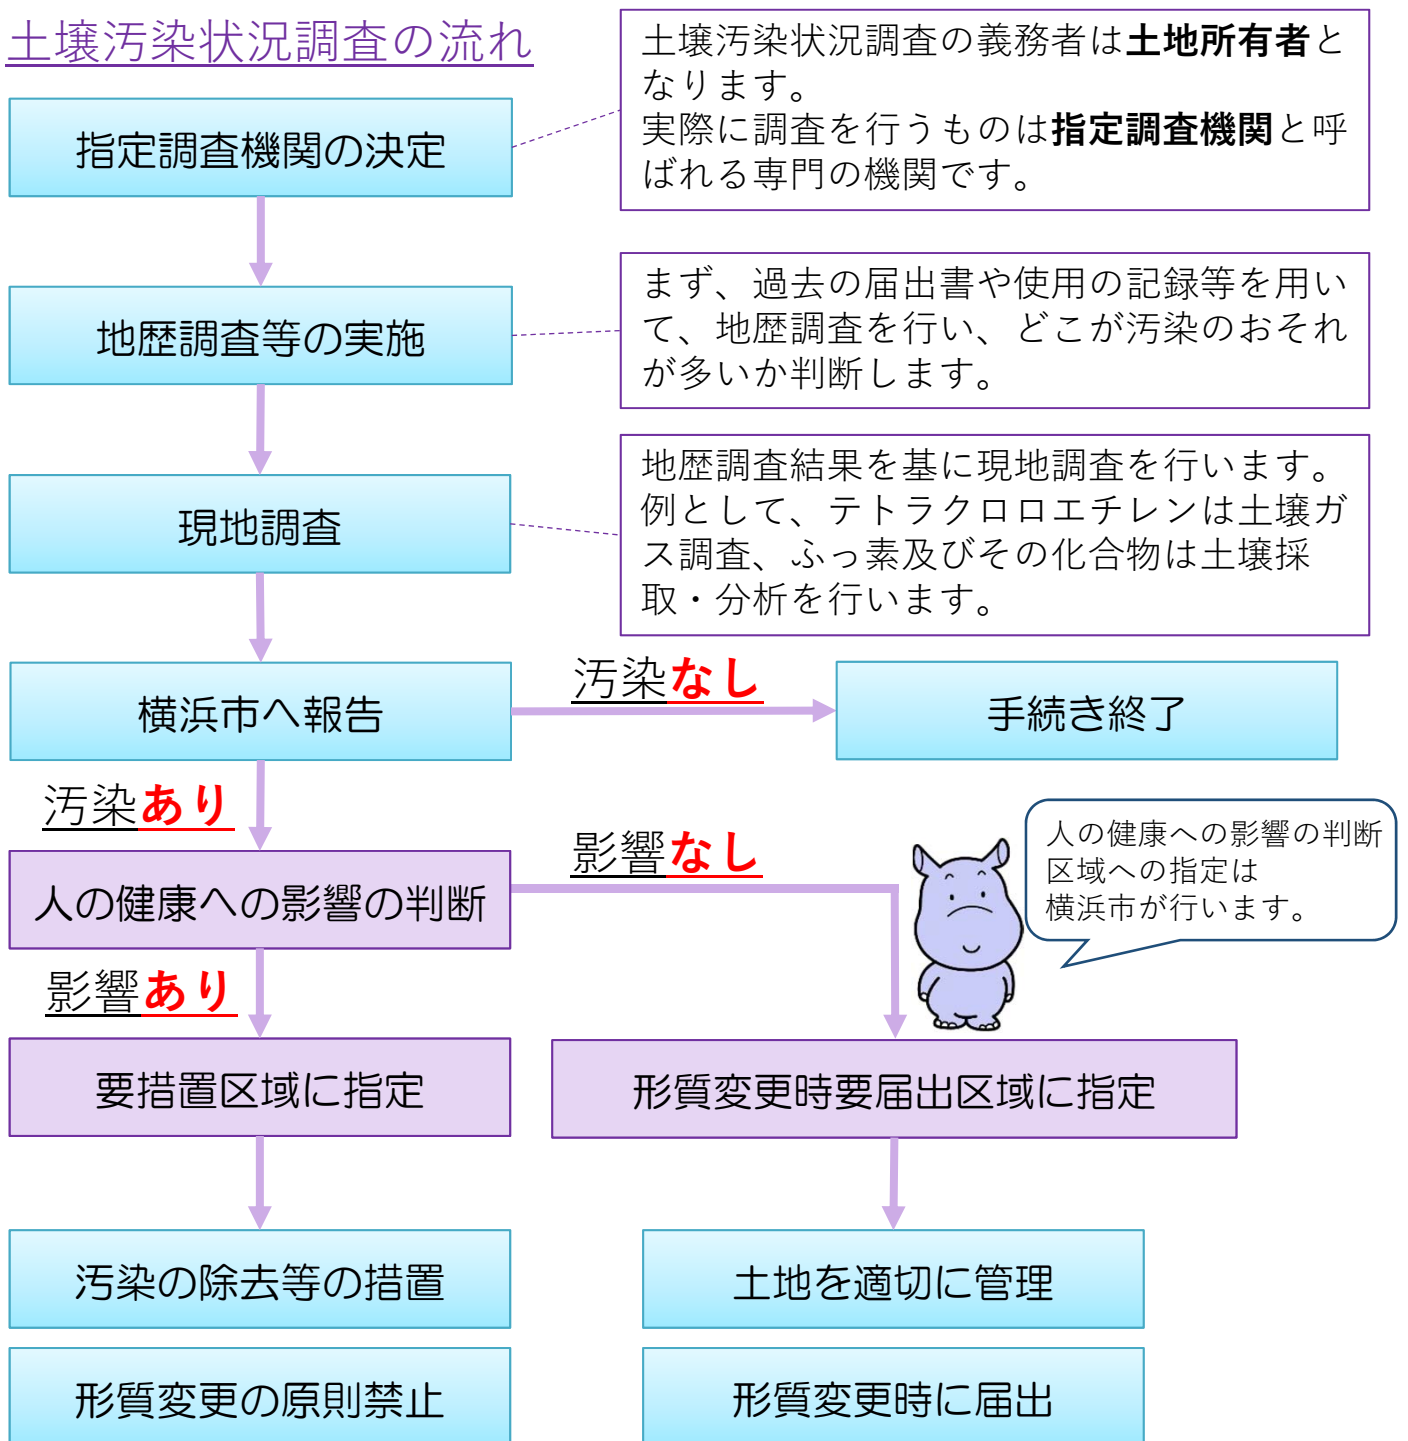 土壌汚染状況調査の流れ
土壌汚染状況調査の義務者は土地所有者と
なります。
実際に調査を行うものは指定調査機関と呼
ばれる専門の機関です。
指定調査機関の決定
まず、過去の届出書や使用の記録等を用い
て、地歴調査を行い、どこが汚染のおそれ
が多いか判断します。
地歴調査等の実施
地歴調査結果を基に現地調査を行います。
例として、テトラクロロエチレンは土壌ガ
ス調査、ふっ素及びその化合物は土壌採
取・分析を行います。
現地調査
横浜市へ報告
汚染なし
手続き終了
汚染あり
人の健康への影響の判断
影響なし
人の健康への影響の判断
区域への指定は
横浜市が行います。
影響あり
要措置区域に指定
形質変更時要届出区域に指定
汚染の除去等の措置
土地を適切に管理
形質変更の原則禁止
形質変更時に届出